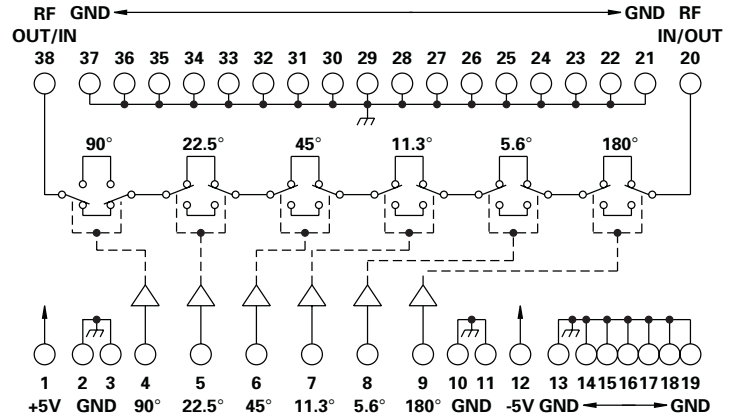 RF GND GND RF
OUT/IN IN/OUT
38 37 36 35 34 33 32 31 30 29 28 27 26 25 24 23 22 21 20
90° 22.5° 45° 11.3° 5.6° 180°
1 2 3 4 5 6 7 8 9 10 11 12 13 14 15 16 17 18 19
+5V GND 90° 22.5° 45° 11.3° 5.6° 180° GND -5V GND GND